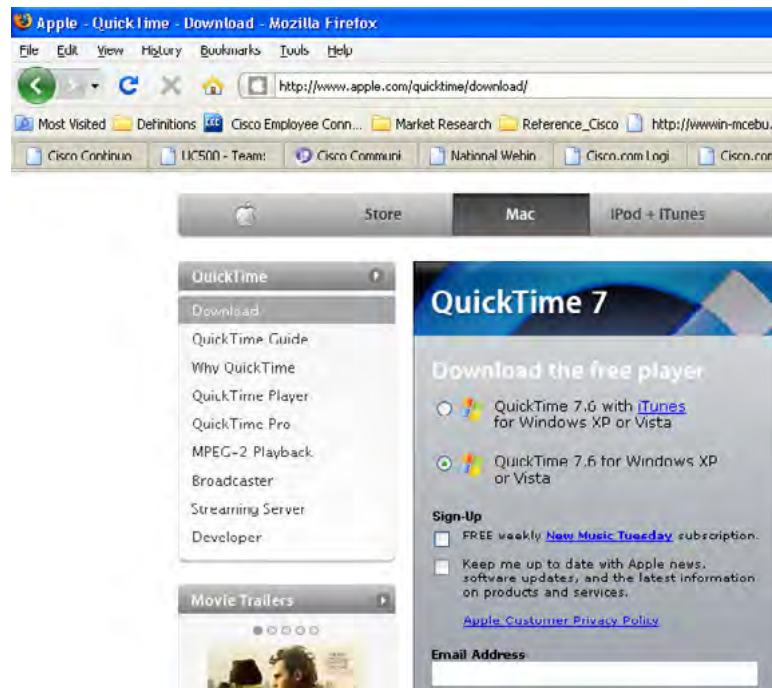 Apple - QuickTime - Download - Mozilla Firefox
File Edit View History Bookmarks Tools Help
http://www.apple.com/quicktime/download/
Most Visited Definitions Cisco Employee Conn... Market Research Reference_Cisco http://wwwin-mcebu.
Cisco Continuo UC500 - Team: Cisco Communi National Webin Cisco.com Logi Cisco.com
Store Mac iPod + iTunes
QuickTime
Download
QuickTime Guide
Why QuickTime
QuickTime Player
QuickTime Pro
MPEG-2 Playback
Broadcaster
Streaming Server
Developer
Movie Trailers
QuickTime 7
Download the free player
QuickTime 7.6 with iTunes
for Windows XP or Vista
QuickTime 7.6 for Windows XP
or Vista
Sign-Up
FREE weekly New Music Tuesday subscription.
Keep me up to date with Apple news,
software updates, and the latest information
on products and services.
Apple Customer Privacy Policy
Email Address